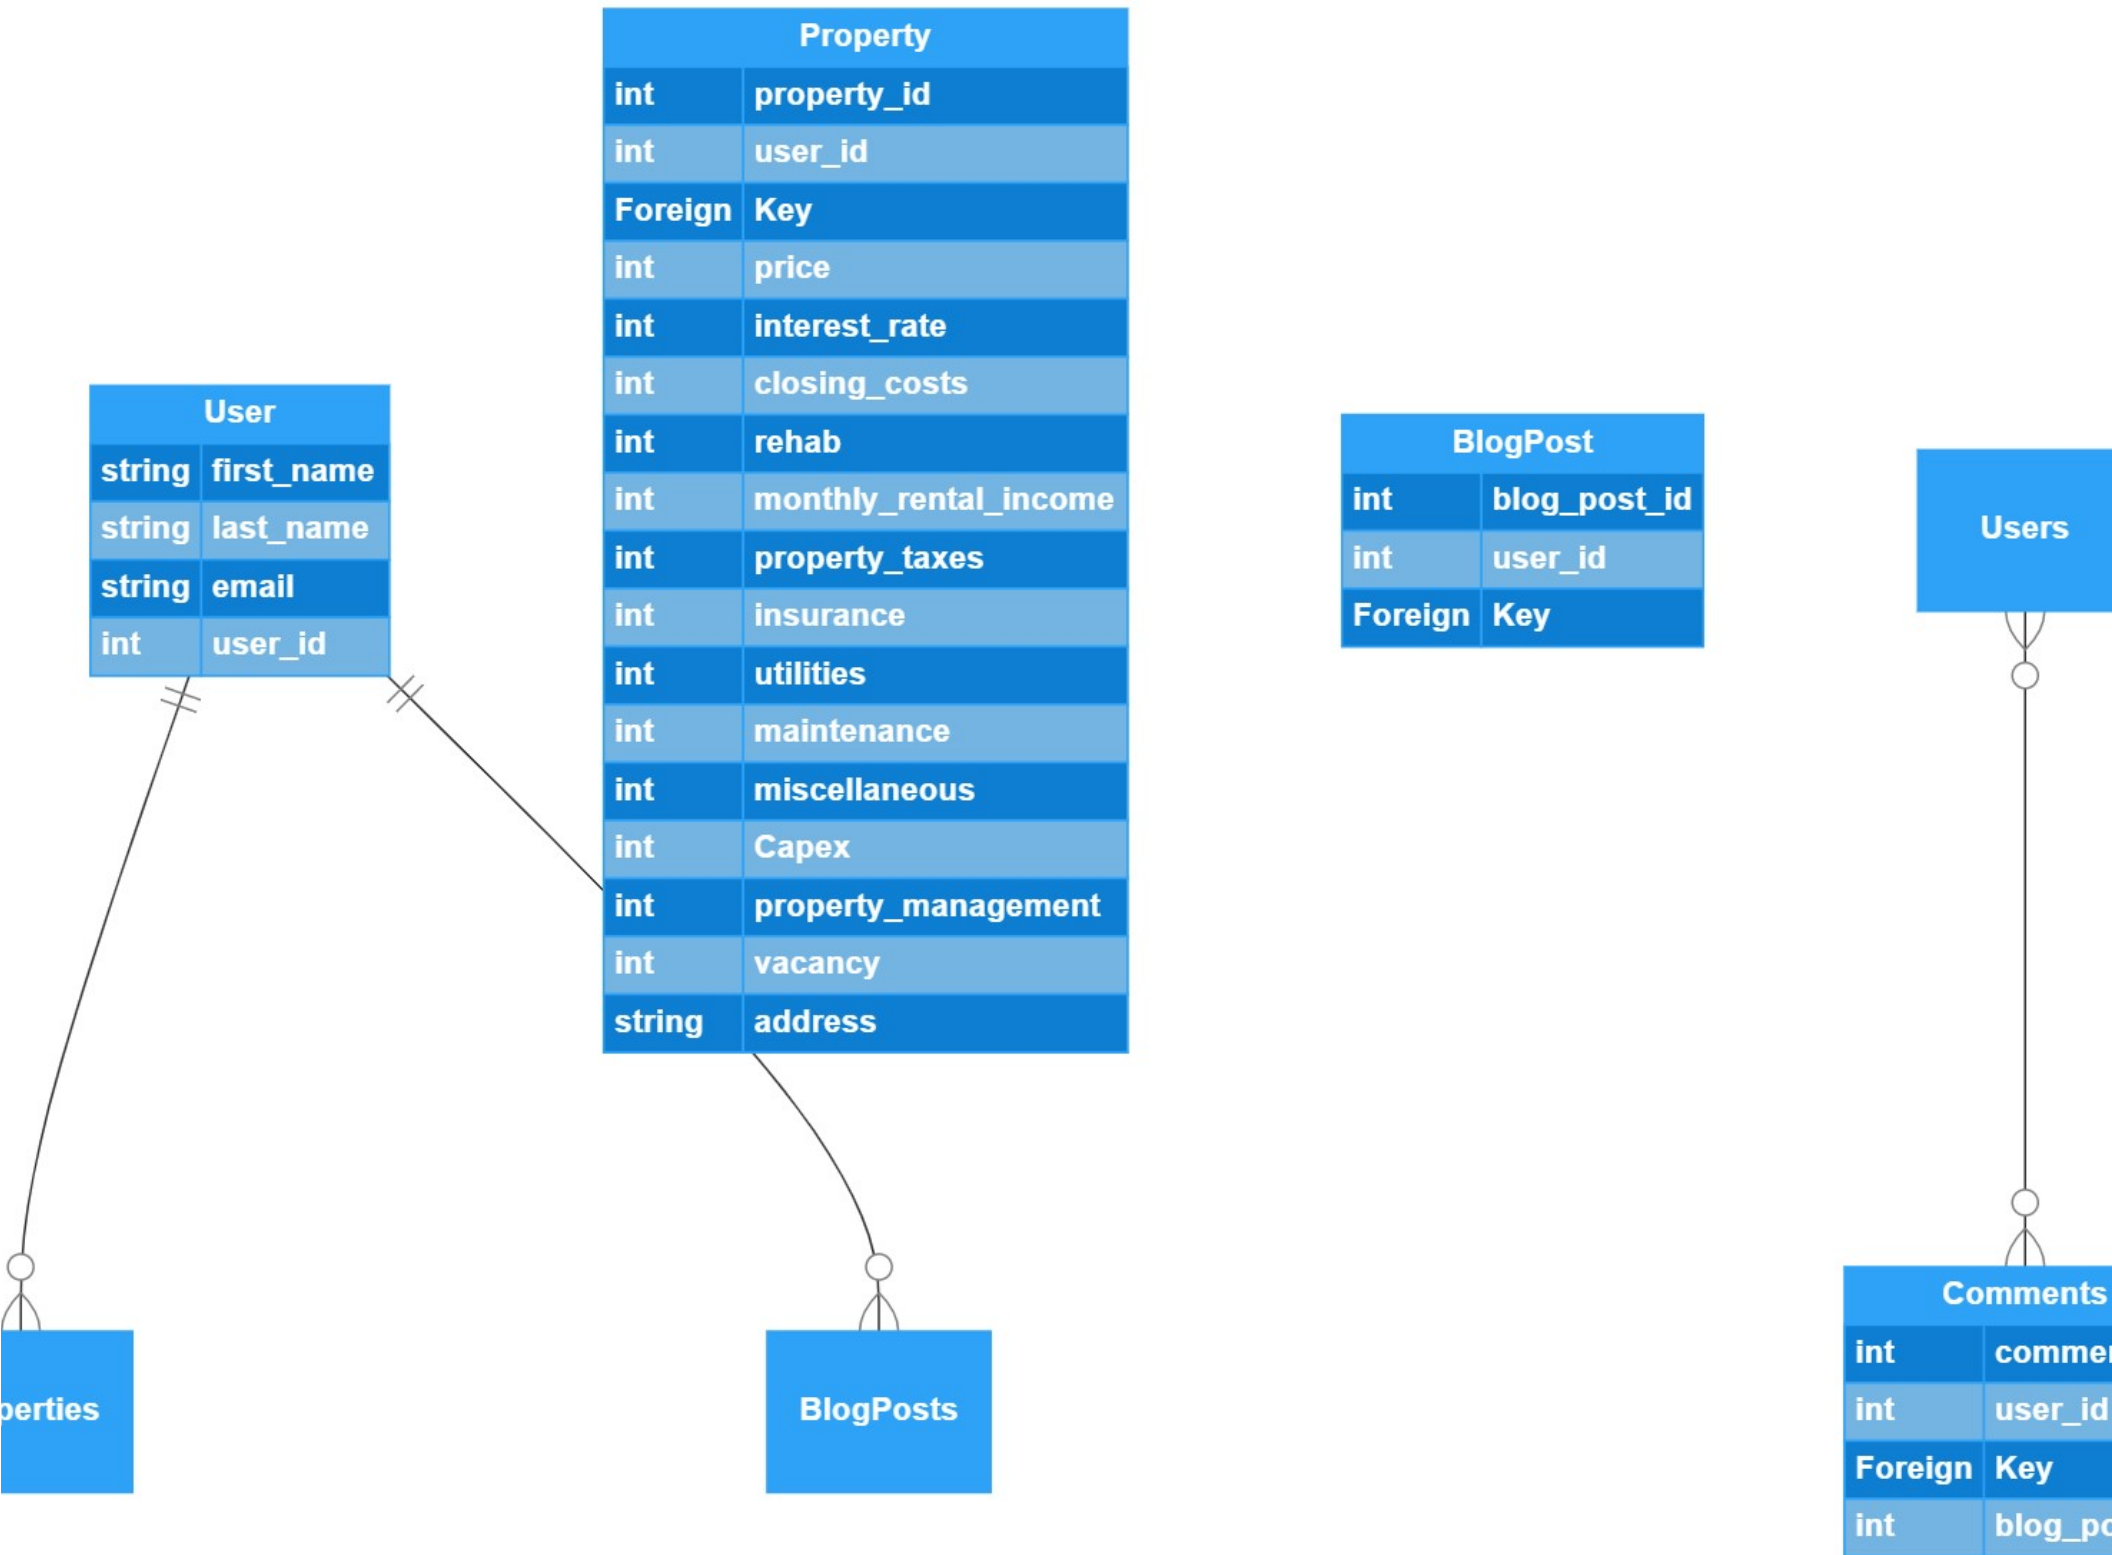 Property
int property_id
int user_id
Foreign Key
int price
int interest_rate
int closing_costs
int rehab
int monthly_rental_income
int property_taxes
int insurance
int utilities
int maintenance
int miscellaneous
int Capex
int property_management
int vacancy
string address
User
string first_name
string last_name
string email
int user_id
BlogPost
int blog_post_id
int user_id
Foreign Key
Users
perties
BlogPosts
Comments
int
int user_id
Foreign Key
int